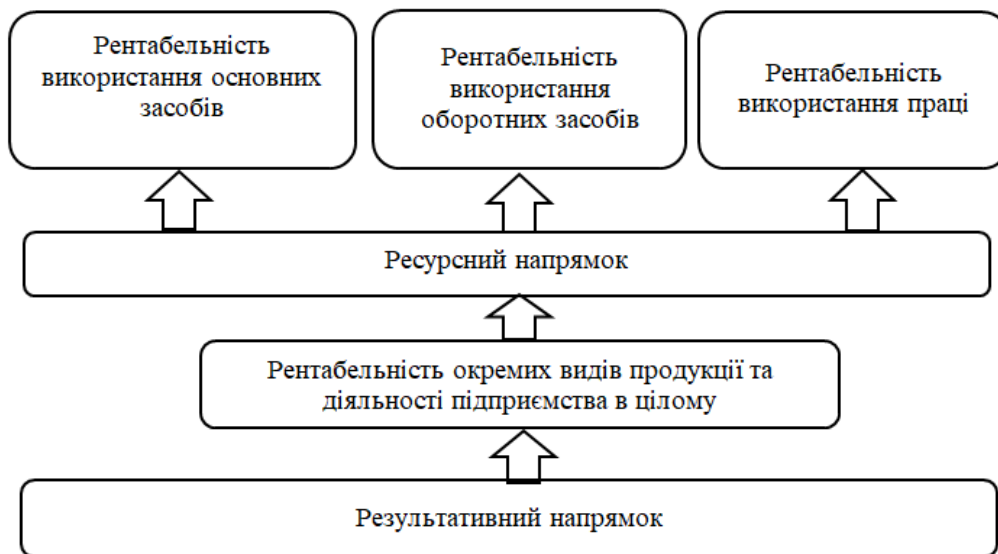 Рентабельність
використання основних
засобів
Рентабельність
використання
оборотних засобів
Рентабельність
використання праці
Ресурсний напрямок
Рентабельність окремих видів продукції та
діяльності підприємства в цілому
Результативний напрямок